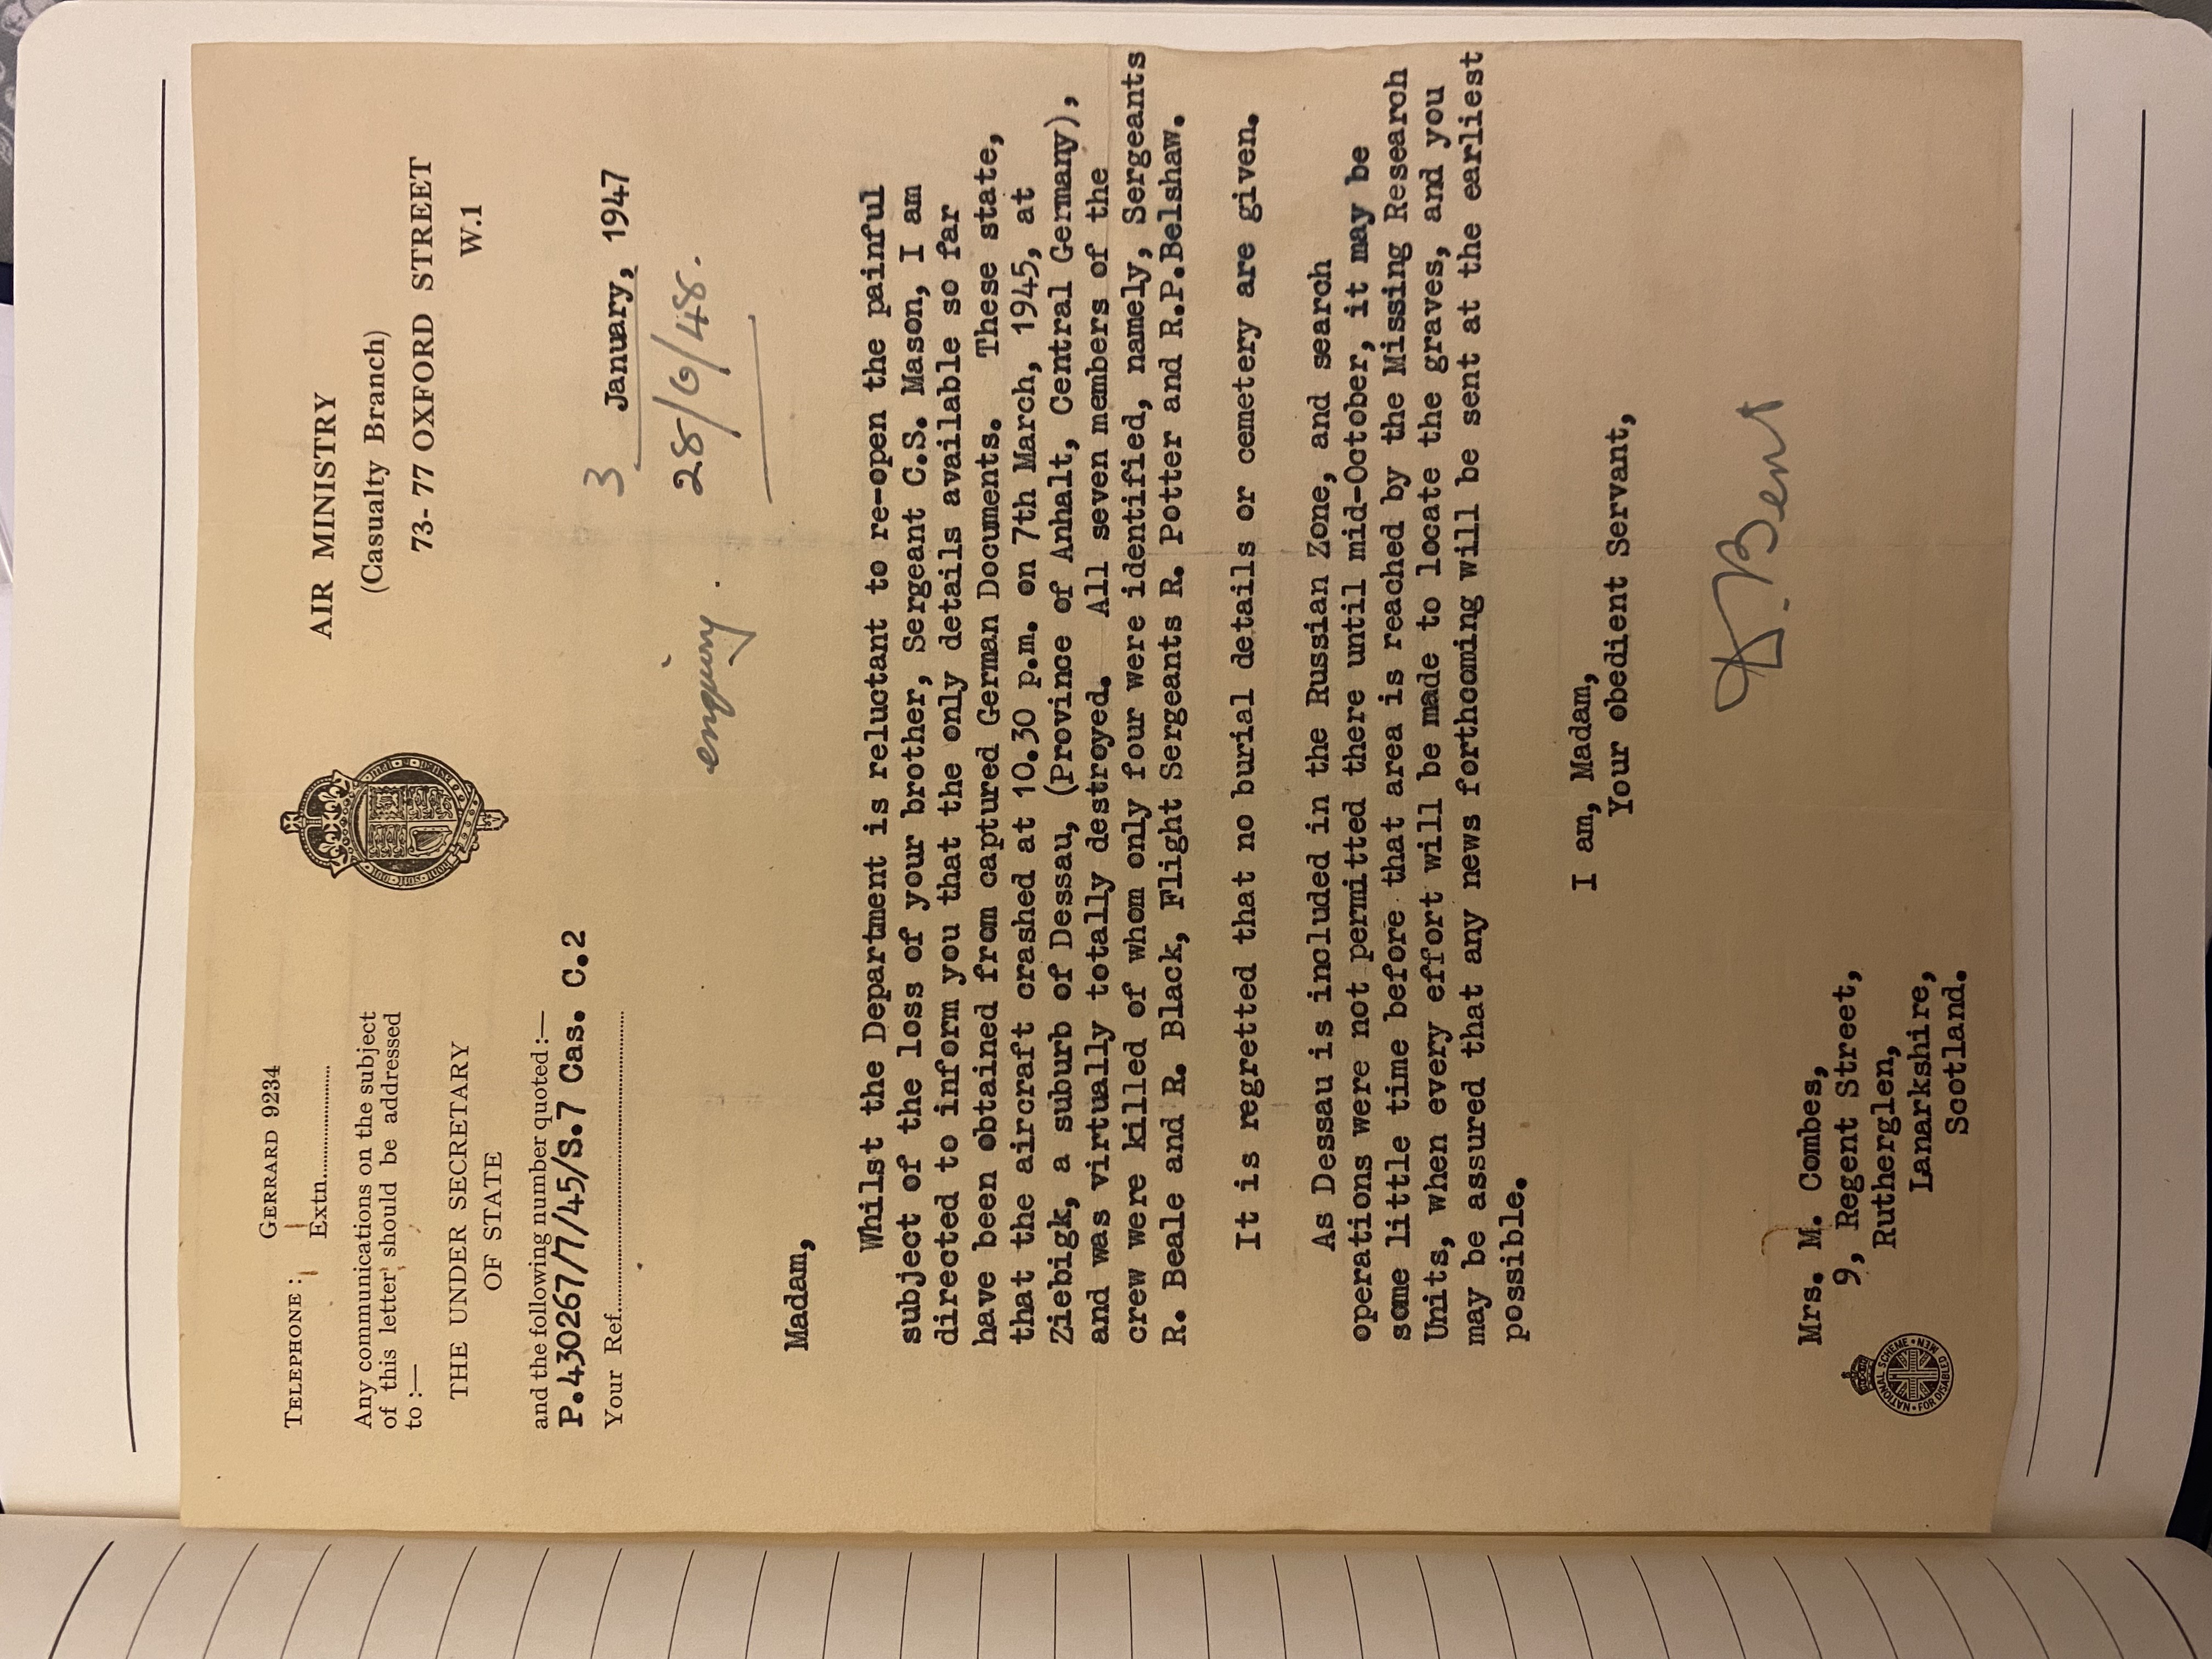 TELEPHONE :
GERRARD 9234
Extn.
Any communications on the subject
of this letter should be addressed
to :—
THE UNDER SECRETARY
OF STATE
and the following number quoted:—
P.430267/7/45/S.7 Cas. C.2
Your Ref.
AIR MINISTRY
(Casualty Branch)
73-77 OXFORD STREET
W.1
3 January, 1947
28/6/48.
enquiry.
Madam,
Whilst the Department is reluctant to re-open the painful
subject of the loss of your brother, Sergeant C.S. Mason, I am
directed to inform you that the only details available so far
have been obtained from captured German Documents. These state,
that the aircraft crashed at 10.30 p.m. on 7th March, 1945, at
Ziebigk, a suburb of Dessau, (Province of Anhalt, Central Germany),
and was virtually totally destroyed. All seven members of the
crew were killed of whom only four were identified, namely, Sergeants
R. Beale and R. Black, Flight Sergeants R. Potter and R.P.Belshaw.
It is regretted that no burial details or cemetery are given.
As Dessau is included in the Russian Zone, and search
operations were not permitted there until mid-October, it may be
some little time before that area is reached by the Missing Research
Units, when every effort will be made to locate the graves, and you
may be assured that any news forthcoming will be sent at the earliest
possible.
I am, Madam,
Your obedient Servant,
A. Bent
Mrs. M. Combes,
9, Regent Street,
Rutherglen,
Lanarkshire,
Scotland.
NATIONAL SCHEME • FOR DISABLED MEN